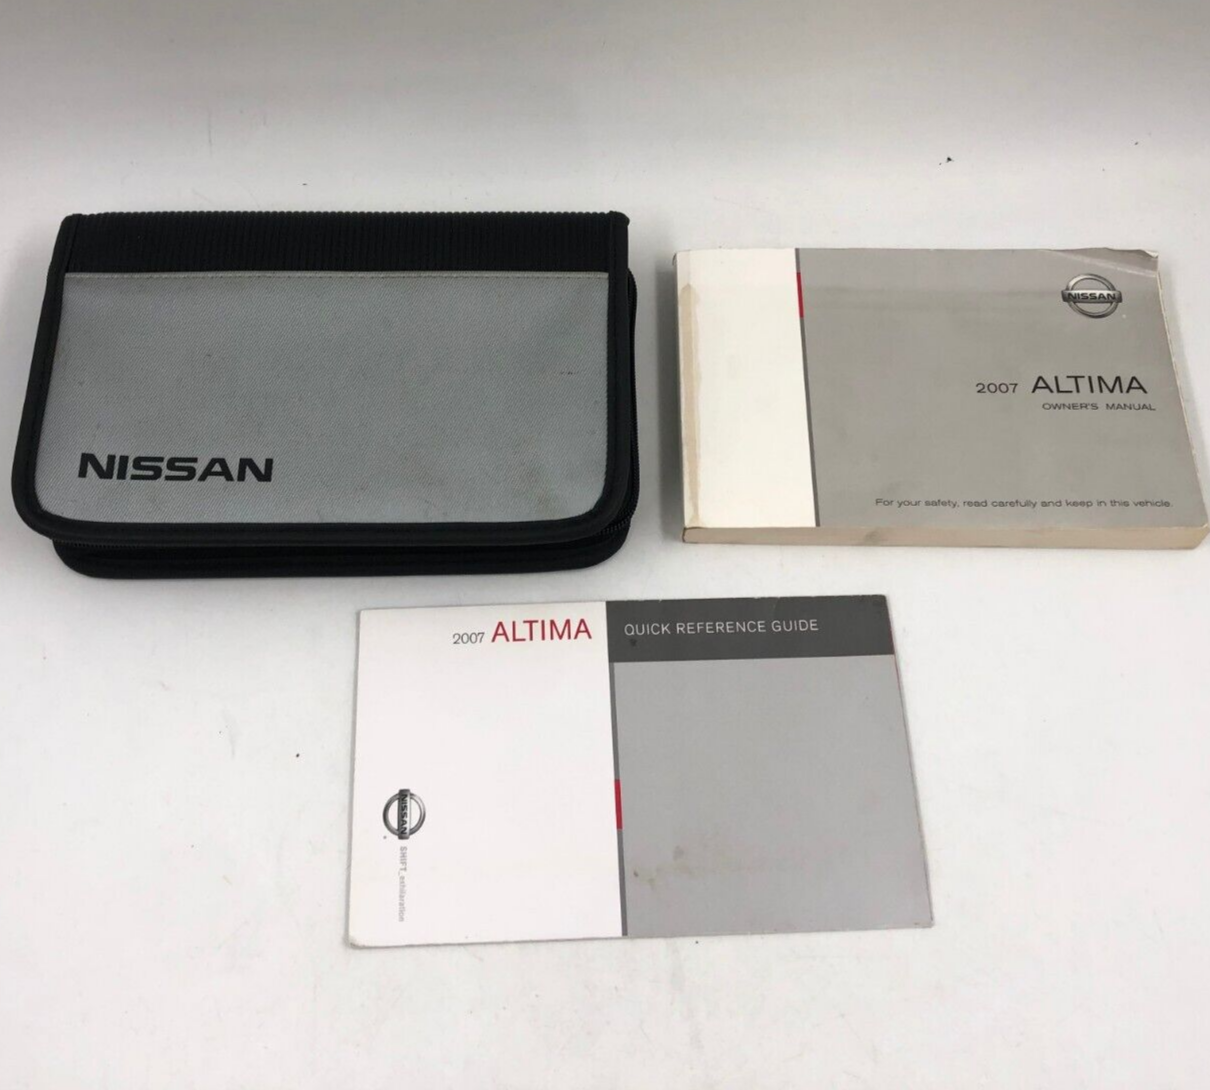 NISSAN
NISSAN
2007 ALTIMA
OWNER'S MANUAL
For your safety, read carefully and keep in this vehicle.
2007 ALTIMA
QUICK REFERENCE GUIDE
NISSAN
SHIFT_exhilaration